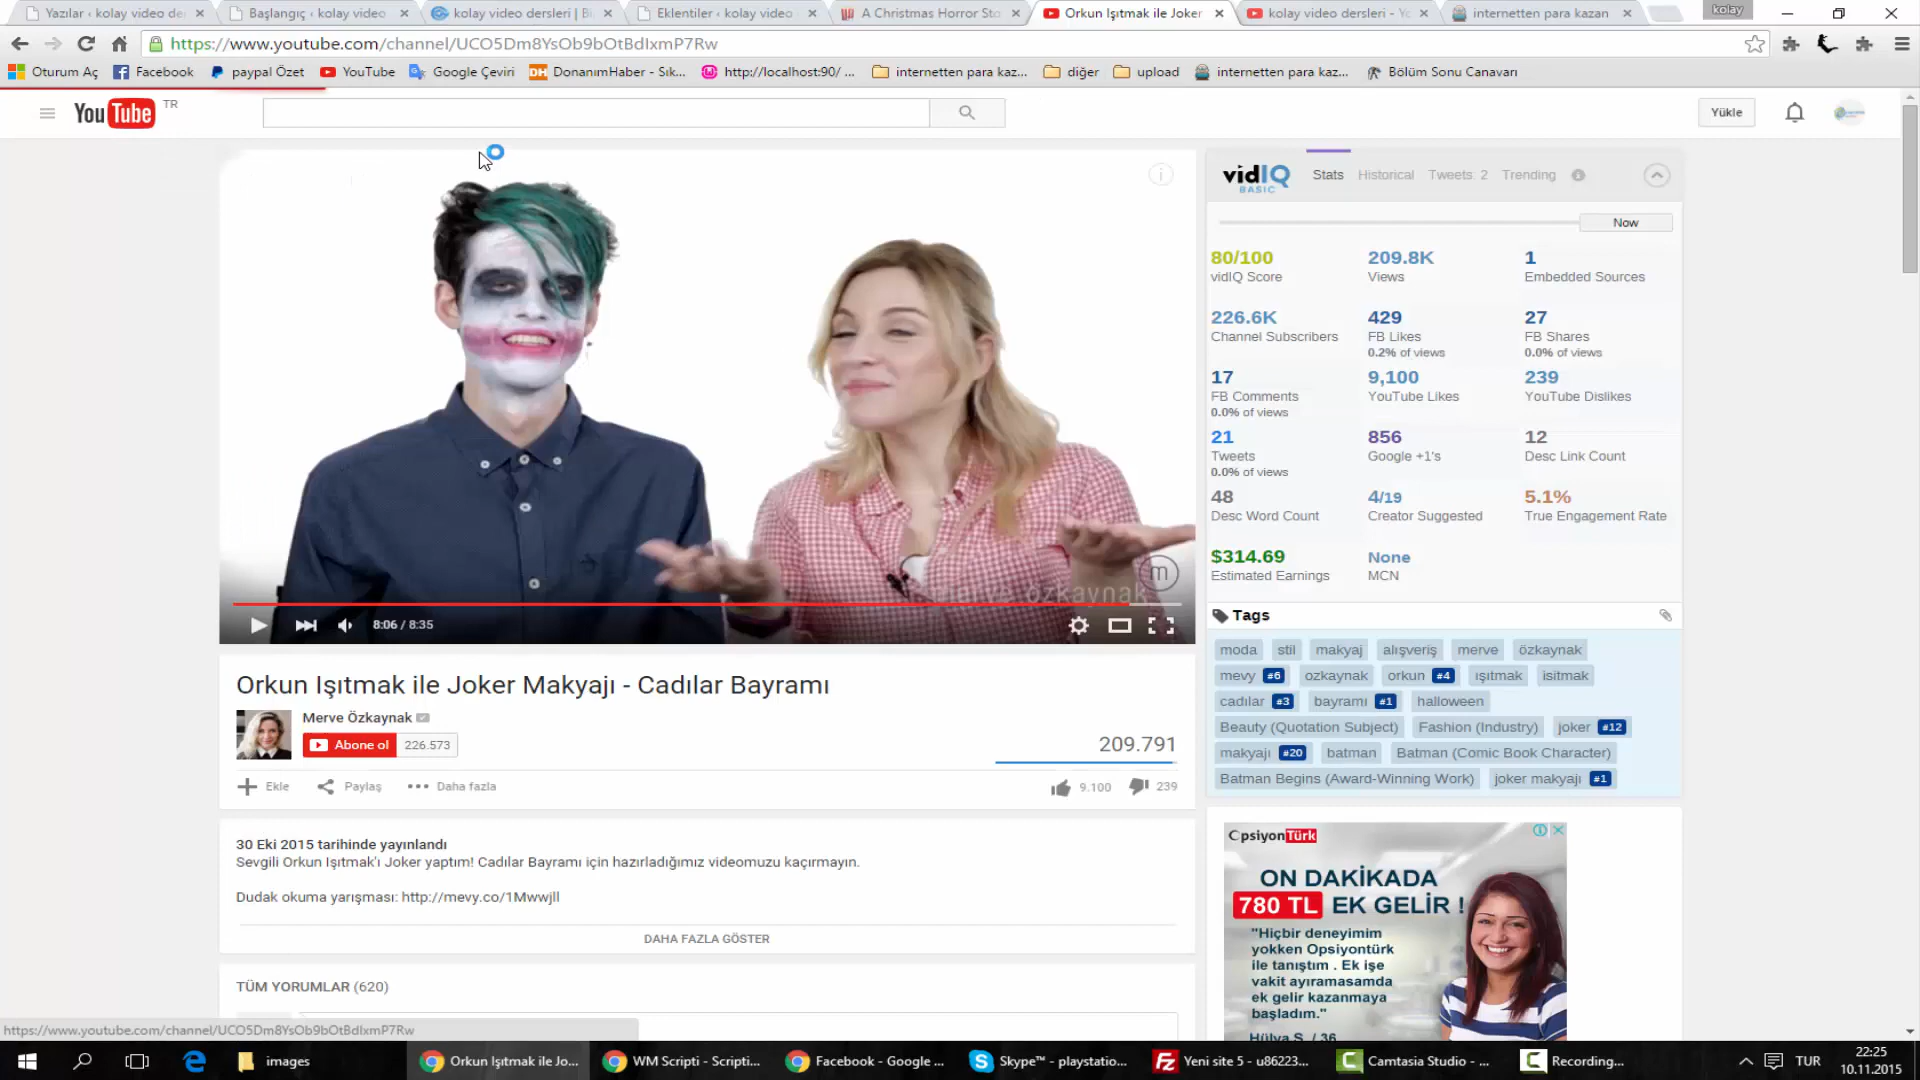 Yazılar ‹ kolay video der
Başlangıç ‹ kolay video
kolay video dersleri | Bi
Eklentiler ‹ kolay video
A Christmas Horror Sto
Orkun Işıtmak ile Joker
kolay video dersleri - Yo
internetten para kazan
kolay
https://www.youtube.com/channel/UCO5Dm8YsOb9bOtBdIxmP7Rw
Oturum Aç
Facebook
paypal Özet
YouTube
Google Çeviri
DH DonanımHaber - Sık...
http://localhost:90/ ...
internetten para kaz...
diğer
upload
internetten para kaz...
Bölüm Sonu Canavarı
YouTube TR
Yükle
vidIQ BASIC
Stats Historical Tweets: 2 Trending
Now
80/100 209.8K 1
vidIQ Score Views Embedded Sources
226.6K 429 27
Channel Subscribers FB Likes FB Shares
0.2% of views 0.0% of views
17 9,100 239
FB Comments YouTube Likes YouTube Dislikes
0.0% of views
21 856 12
Tweets Google +1's Desc Link Count
0.0% of views
48 4/19 5.1%
Desc Word Count Creator Suggested True Engagement Rate
$314.69 None
Estimated Earnings MCN
Tags
moda stil makyaj alışveriş merve özkaynak
mevy #6 ozkaynak orkun #4 ışıtmak isitmak
cadılar #3 bayramı #1 halloween
Beauty (Quotation Subject) Fashion (Industry) joker #12
makyajı #20 batman Batman (Comic Book Character)
Batman Begins (Award-Winning Work) joker makyajı #1
m
merve özkaynak
8:06 / 8:35
Orkun Işıtmak ile Joker Makyajı - Cadılar Bayramı
Merve Özkaynak
Abone ol 226.573
209.791
Ekle Paylaş Daha fazla
9.100 239
30 Eki 2015 tarihinde yayınlandı
Sevgili Orkun Işıtmak'ı Joker yaptım! Cadılar Bayramı için hazırladığımız videomuzu kaçırmayın.
Dudak okuma yarışması: http://mevy.co/1Mwwjll
DAHA FAZLA GÖSTER
TÜM YORUMLAR (620)
OpsiyonTürk
ON DAKİKADA
780 TL EK GELİR !
"Hiçbir deneyimim
yokken Opsiyontürk
ile tanıştım . Ek işe
vakit ayıramasamda
ek gelir kazanmaya
başladım."
Hülya S. / 36
https://www.youtube.com/channel/UCO5Dm8YsOb9bOtBdIxmP7Rw
images
Orkun Işıtmak ile Jo...
WM Scripti - Scripti...
Facebook - Google ...
Skype™ - playstatio...
Yeni site 5 - u86223...
Camtasia Studio - ...
Recording...
TUR
22:25
10.11.2015